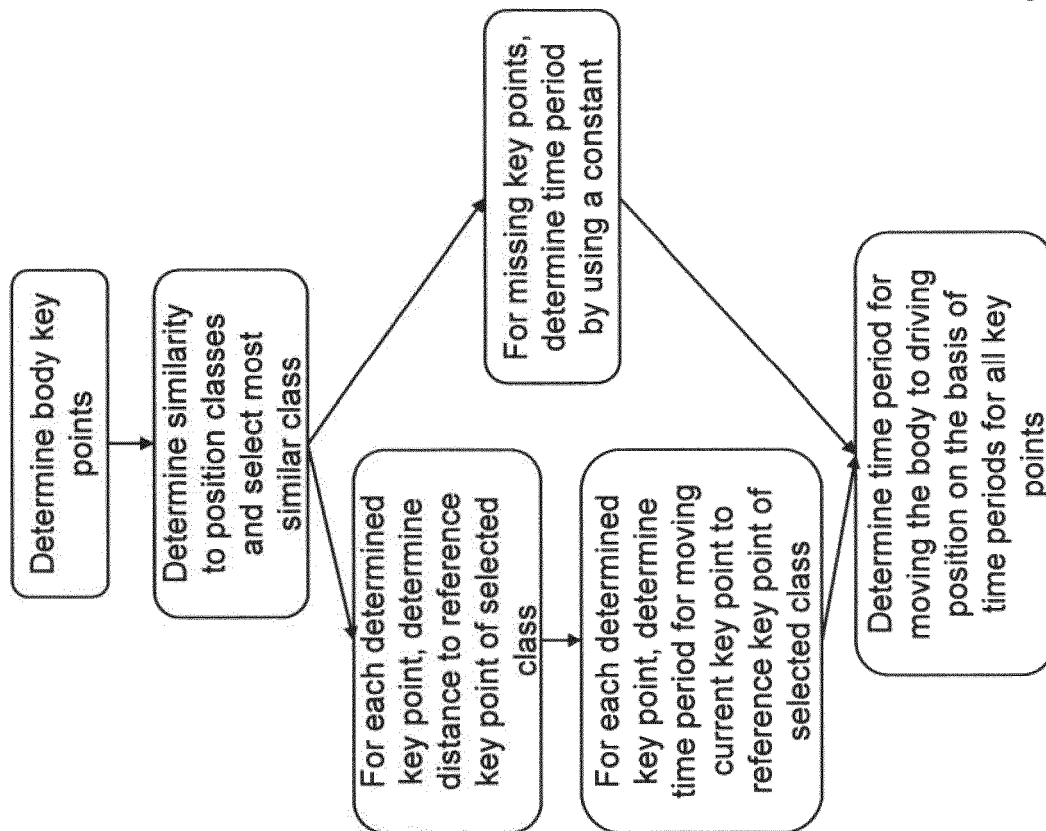 Determine body key
points
Determine similarity
to position classes
and select most
similar class
For each determined
key point, determine
distance to reference
key point of selected
class
For missing key points,
determine time period
by using a constant
For each determined
key point, determine
time period for moving
current key point to
reference key point of
selected class
Determine time period for
moving the body to driving
position on the basis of
time periods for all key
points